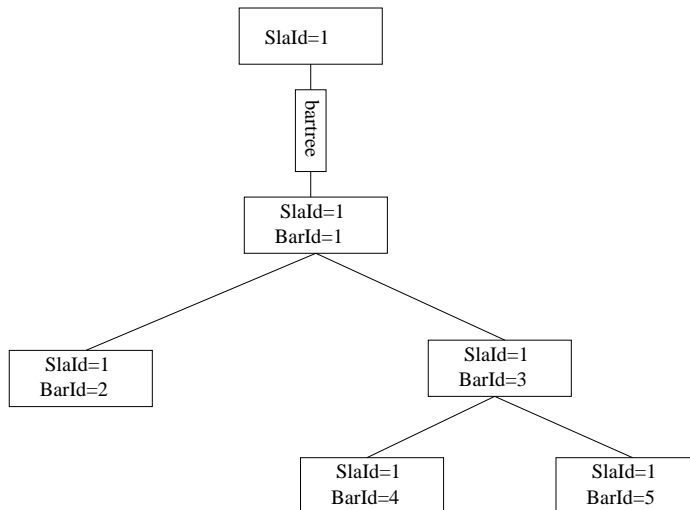 SlaId=1
bartree
SlaId=1
BarId=1
SlaId=1
BarId=2
SlaId=1
BarId=3
SlaId=1
BarId=4
SlaId=1
BarId=5